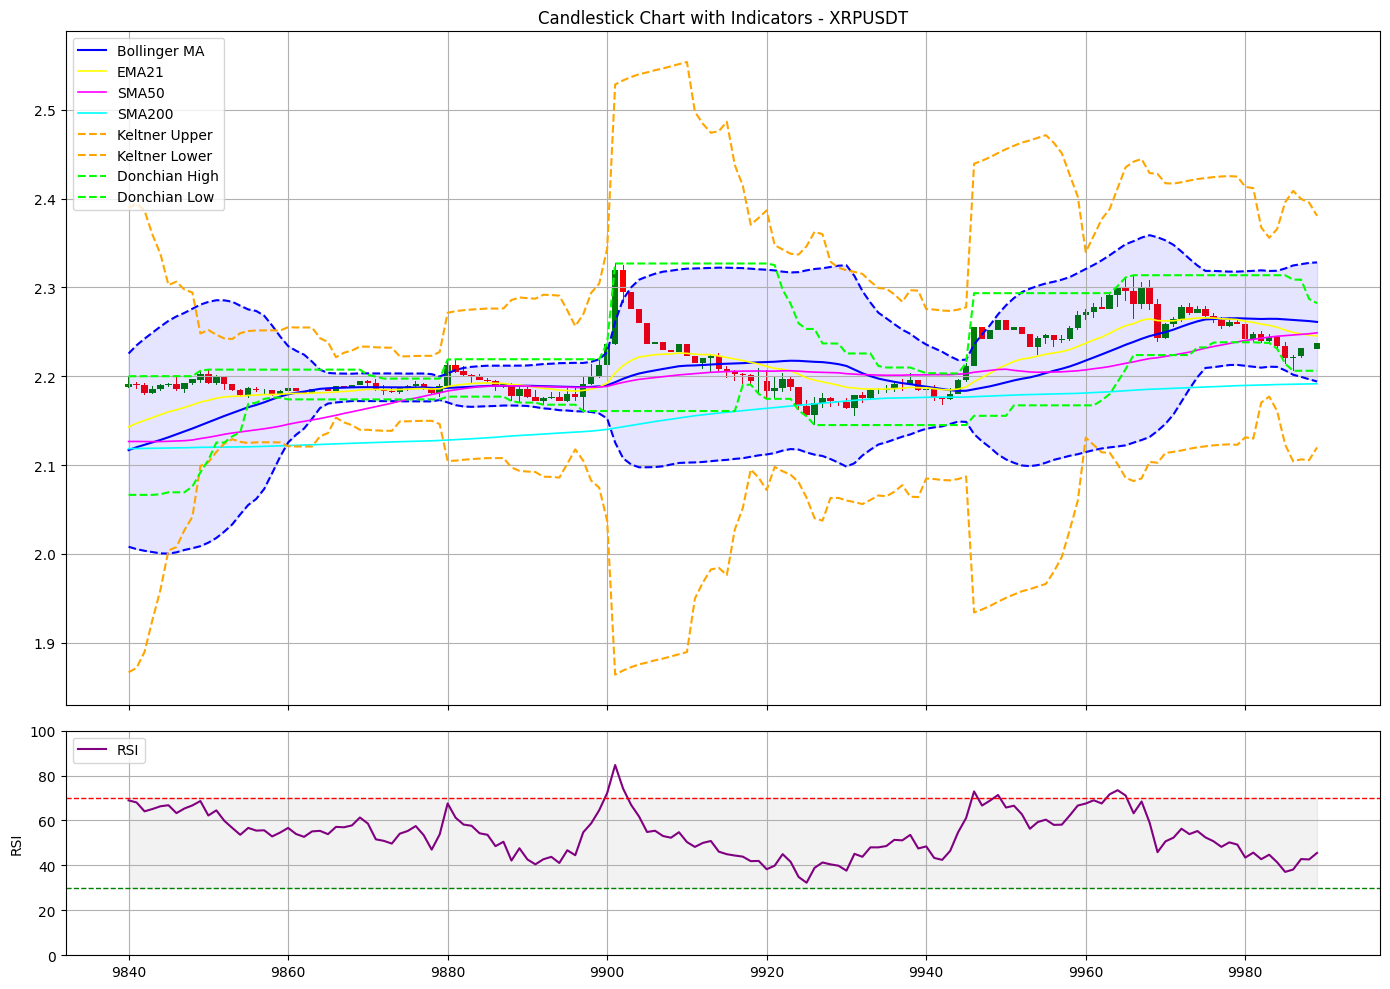 Candlestick Chart with Indicators - XRPUSDT
Bollinger MA
EMA21
SMA50
SMA200
Keltner Upper
Keltner Lower
Donchian High
Donchian Low
2.5
2.4
2.3
2.2
2.1
2.0
1.9
RSI
RSI
100
80
60
40
20
0
9840
9860
9880
9900
9920
9940
9960
9980